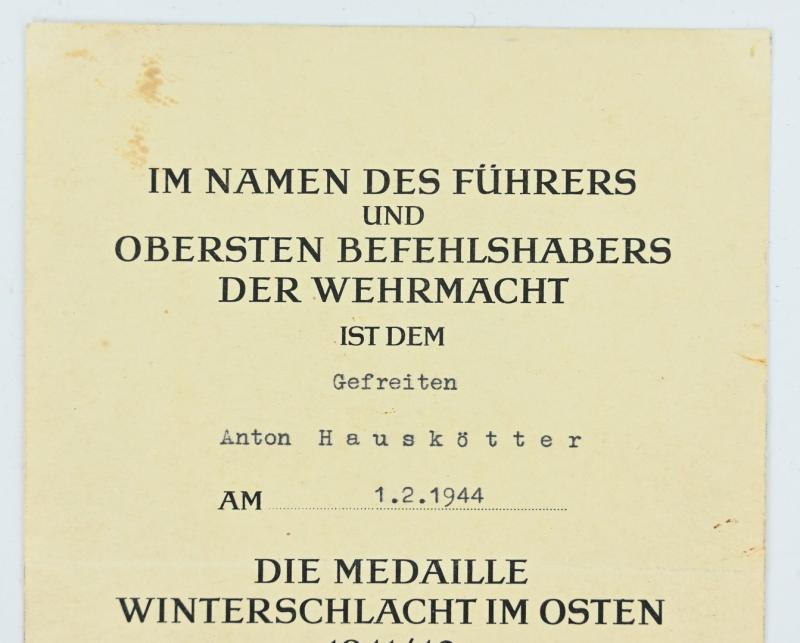 IM NAMEN DES FÜHRERS
UND
OBERSTEN BEFEHLSHABERS
DER WEHRMACHT
IST DEM
Gefreiten
Anton Hauskötter
AM 1.2.1944
DIE MEDAILLE
WINTERSCHLACHT IM OSTEN